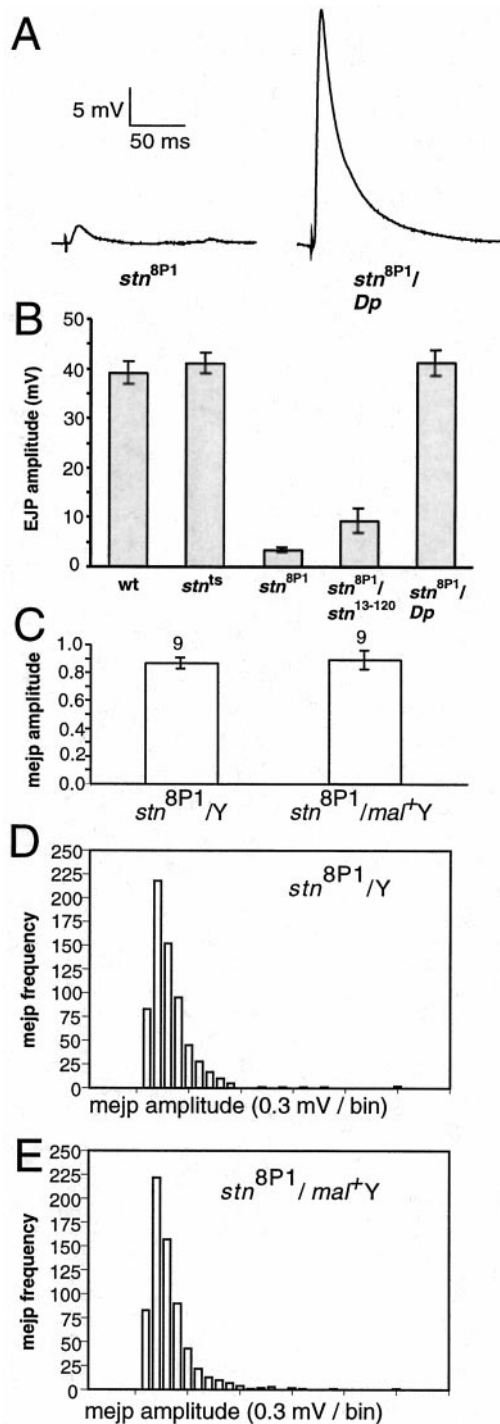 A
5 mV
50 ms
stn8P1
stn8P1/
Dp
B
EJP amplitude (mV)
50
40
30
20
10
0
wt
stnts
stn8P1
stn8P1/
stn13-120
stn8P1/
Dp
C
mejp amplitude
1.0
0.8
0.6
0.4
0.2
0.0
9
9
stn8P1/Y
stn8P1/mal+Y
D
mejp frequency
250
225
200
175
150
125
100
75
50
25
0
stn8P1/Y
mejp amplitude (0.3 mV / bin)
E
mejp frequency
250
225
200
175
150
125
100
75
50
25
0
stn8P1/mal+Y
mejp amplitude (0.3 mV / bin)